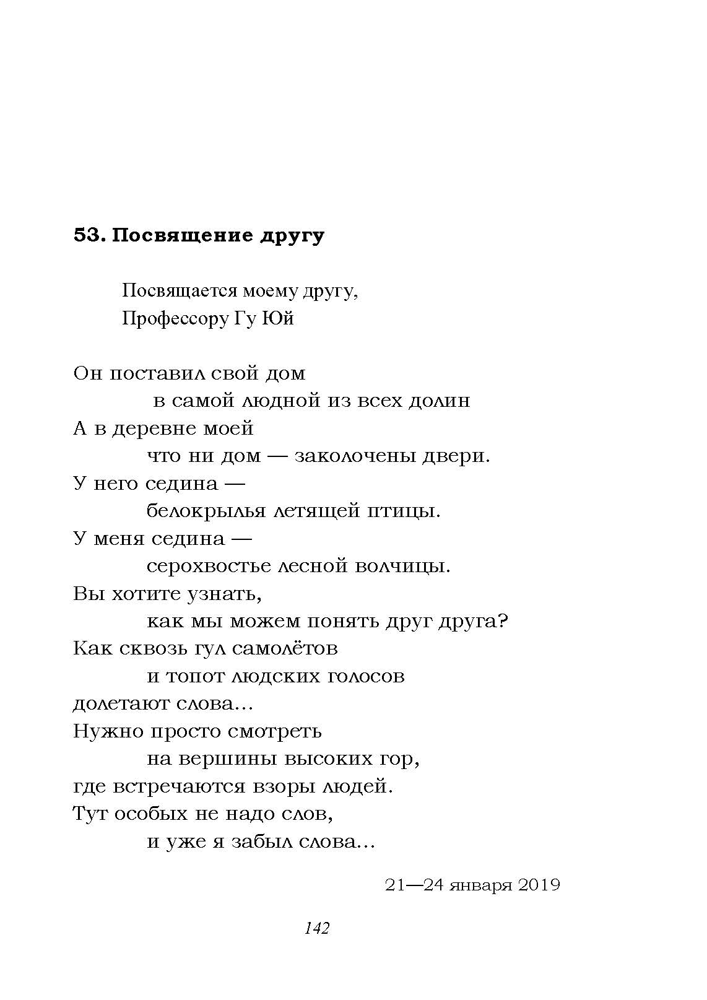 53. Посвящение другу
Посвящается моему другу,
Профессору Гу Юй
Он поставил свой дом
в самой людной из всех долин
А в деревне моей
что ни дом — заколочены двери.
У него седина —
белокрылья летящей птицы.
У меня седина —
серохвостье лесной волчицы.
Вы хотите узнать,
как мы можем понять друг друга?
Как сквозь гул самолётов
и топот людских голосов
долетают слова...
Нужно просто смотреть
на вершины высоких гор,
где встречаются взоры людей.
Тут особых не надо слов,
и уже я забыл слова...
21—24 января 2019
142